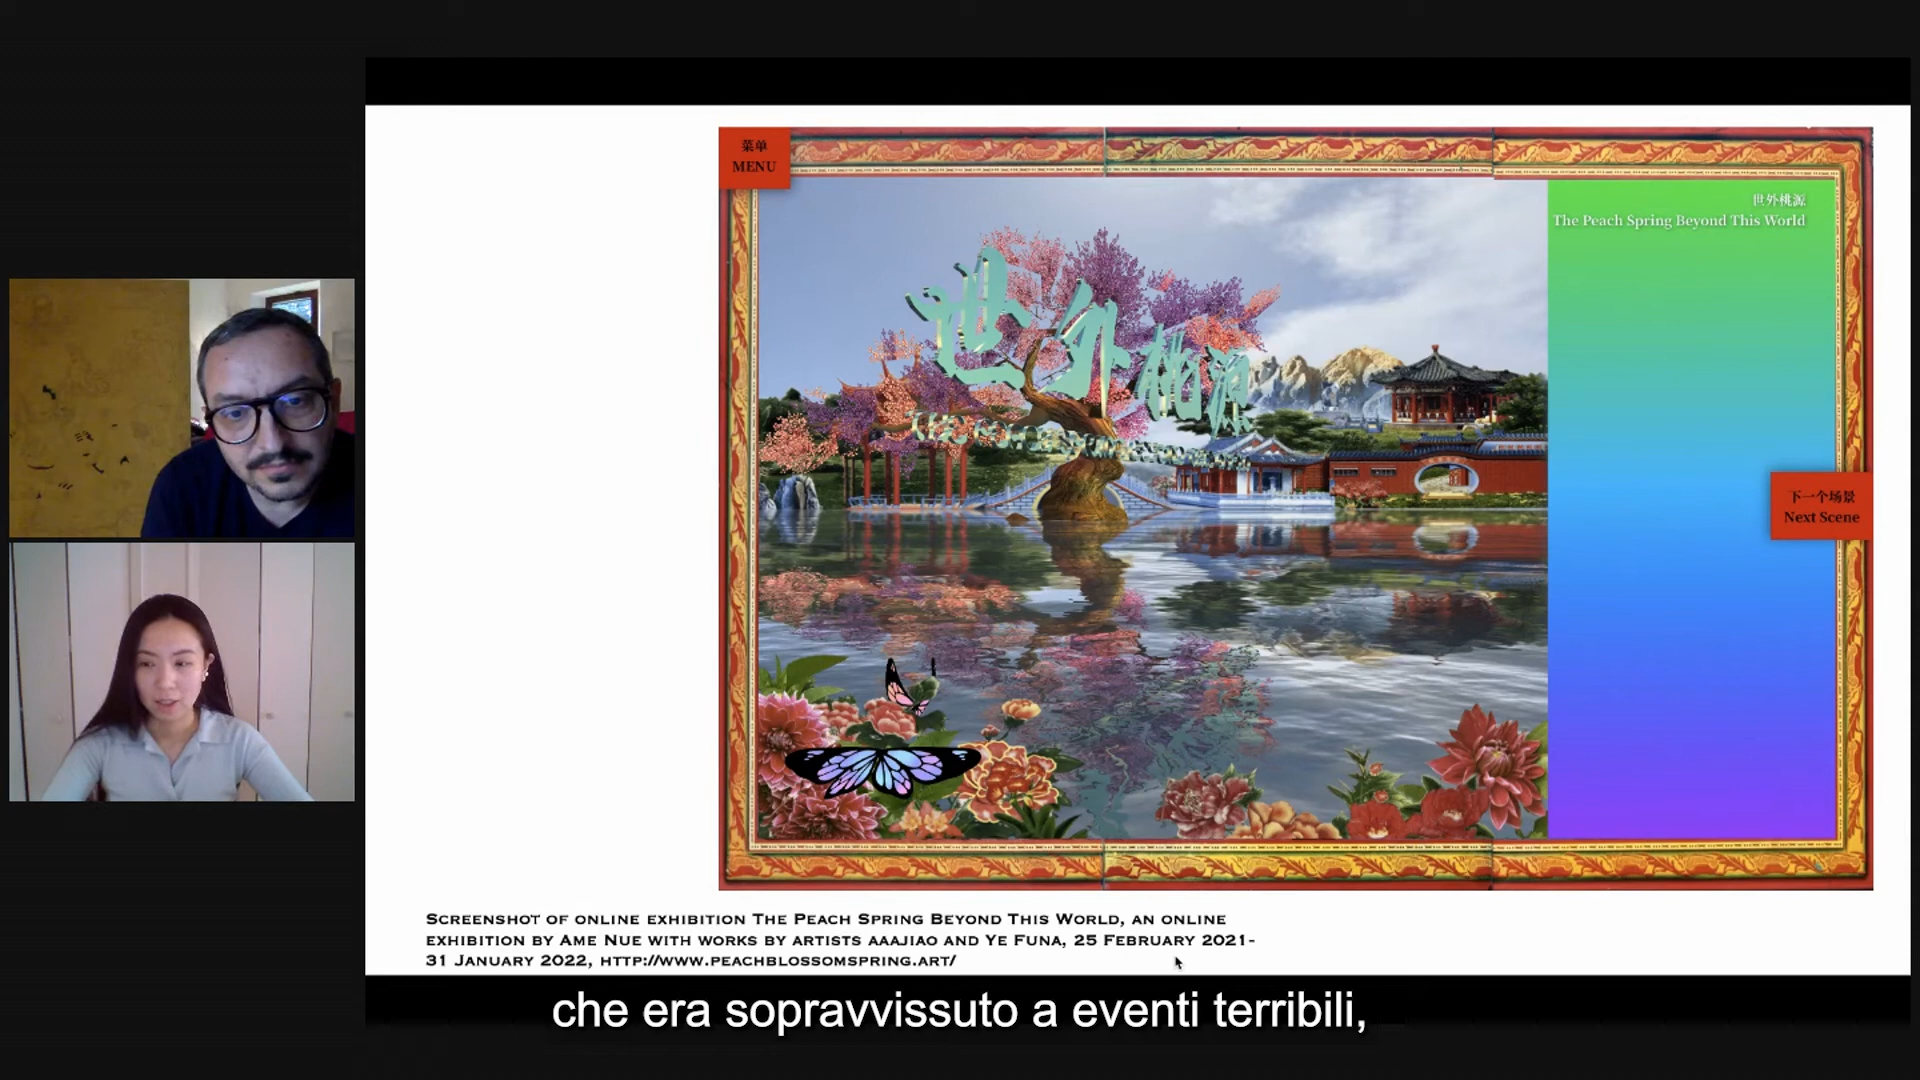 菜单
MENU
世外桃源
The Peach Spring Beyond This World
世外桃源
下一个场景
Next Scene
SCREENSHOT OF ONLINE EXHIBITION THE PEACH SPRING BEYOND THIS WORLD, AN ONLINE
EXHIBITION BY AME NUE WITH WORKS BY ARTISTS AAAJIAO AND YE FUNA, 25 FEBRUARY 2021-
31 JANUARY 2022, HTTP://WWW.PEACHBLOSSOMSPRING.ART/
che era sopravvissuto a eventi terribili,